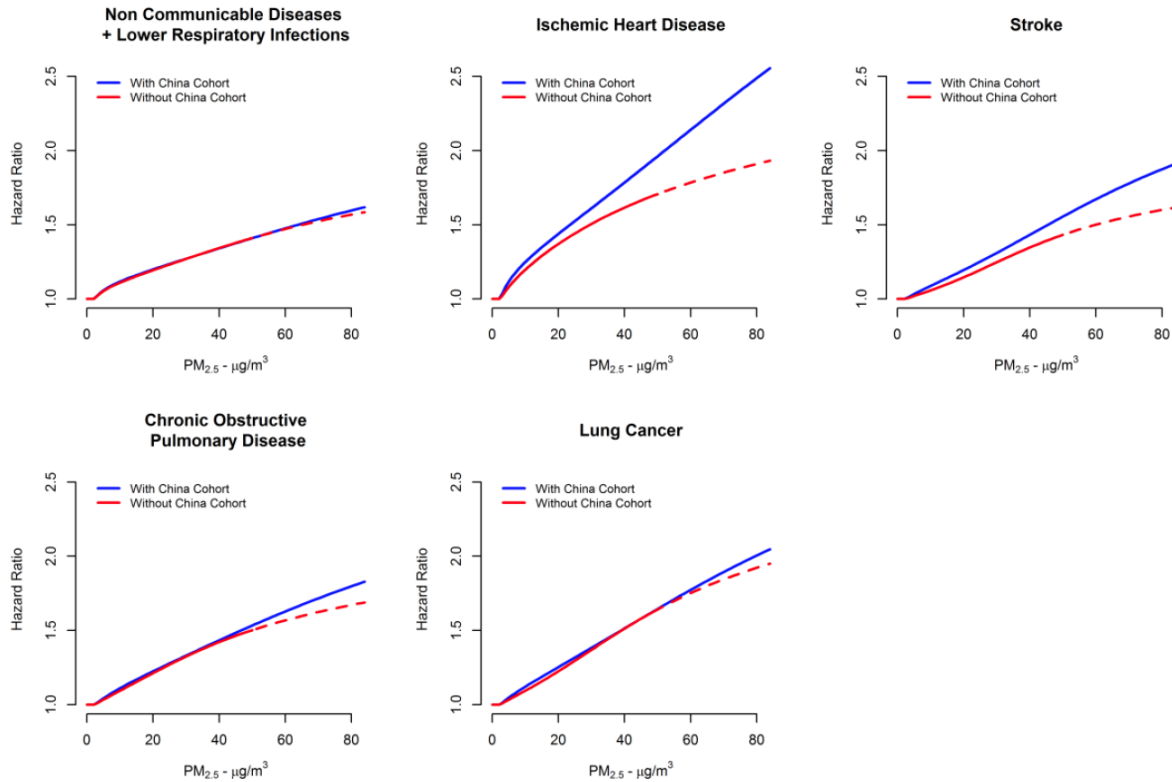 Non Communicable Diseases
+ Lower Respiratory Infections
With China Cohort
Without China Cohort
Hazard Ratio
2.5
2.0
1.5
1.0
0 20 40 60 80
PM2.5 - μg/m3
Ischemic Heart Disease
With China Cohort
Without China Cohort
Hazard Ratio
2.5
2.0
1.5
1.0
0 20 40 60 80
PM2.5 - μg/m3
Stroke
With China Cohort
Without China Cohort
Hazard Ratio
2.5
2.0
1.5
1.0
0 20 40 60 80
PM2.5 - μg/m3
Chronic Obstructive
Pulmonary Disease
With China Cohort
Without China Cohort
Hazard Ratio
2.5
2.0
1.5
1.0
0 20 40 60 80
PM2.5 - μg/m3
Lung Cancer
With China Cohort
Without China Cohort
Hazard Ratio
2.5
2.0
1.5
1.0
0 20 40 60 80
PM2.5 - μg/m3